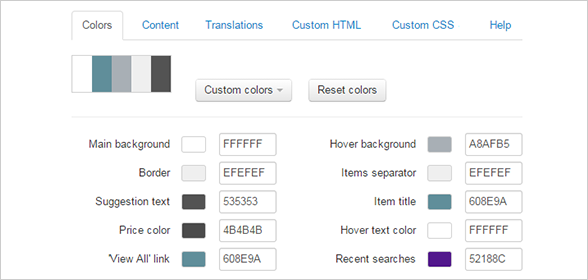 Colors Content Translations Custom HTML Custom CSS Help
Custom colors Reset colors
Main background FFFFFF Hover background A8AFB5
Border EFEFEF Items separator EFEFEF
Suggestion text 535353 Item title 608E9A
Price color 4B4B4B Hover text color FFFFFF
'View All' link 608E9A Recent searches 52188C